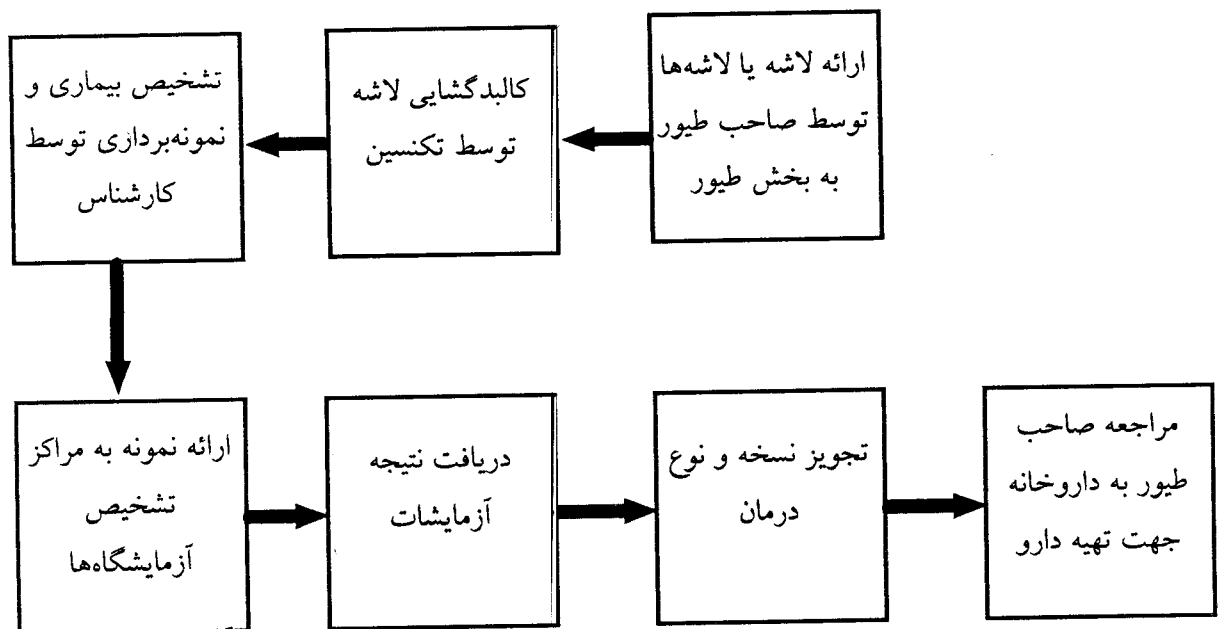 ارائه لاشه یا لاشه‌ها
توسط صاحب طیور
به بخش طیور
کالبدگشایی لاشه
توسط تکنسین
تشخیص بیماری و
نمونه‌برداری توسط
کارشناس
ارائه نمونه به مراکز
تشخیص
آزمایشگاه‌ها
دریافت نتیجه
آزمایشات
تجویز نسخه و نوع
درمان
مراجعه صاحب
طیور به داروخانه
جهت تهیه دارو